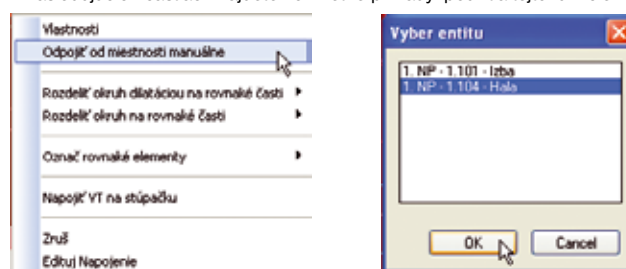 Vlastnosti
Odpojiť od miestnosti manuálne
Rozdeliť okruh dilatáciou na rovnaké časti
Rozdeliť okruh na rovnaké časti
Označ rovnaké elementy
Napojiť VT na stúpačku
Zruš
Edituj Napojenie
Vyber entitu
1. NP - 1.101 - Izba
1. NP - 1.104 - Hala
OK
Cancel